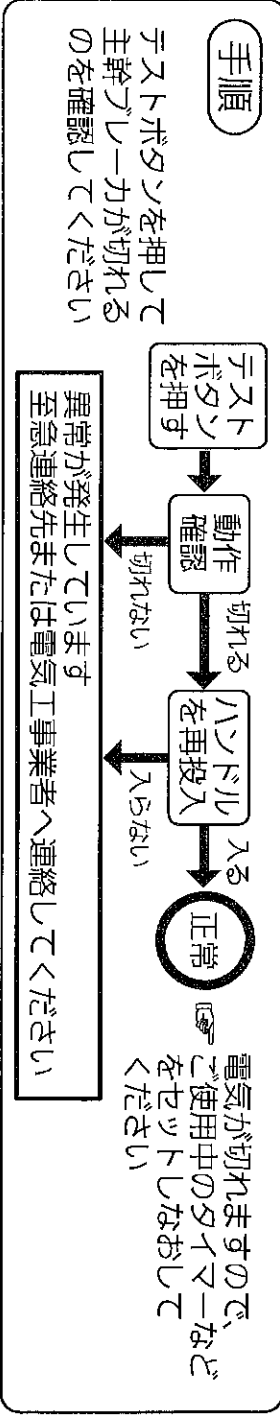 手順
テストボタンを押して
主幹ブレーカが切れる
のを確認してください
テスト
ボタン
を押す
動作
確認
切れる
切れない
ハンドル
を再投入
入る
入らない
正常
電気が切れますので、
ご使用中のタイマーなど
をセットしなおして
ください
異常が発生しています
至急連絡先または電気工事業者へ連絡してください